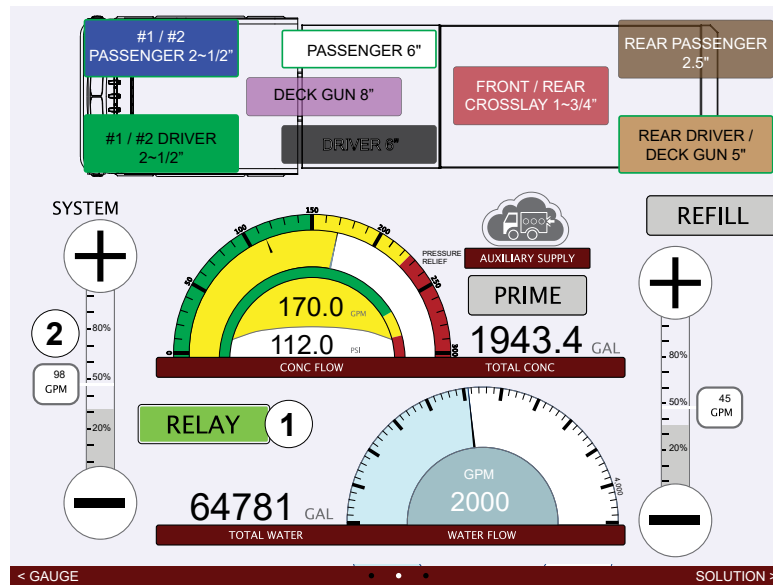 #1 / #2
PASSENGER 2~1/2”
PASSENGER 6"
REAR PASSENGER
2.5"
DECK GUN 8”
FRONT / REAR
CROSSLAY 1~3/4”
#1 / #2 DRIVER
2~1/2”
DRIVER 6”
REAR DRIVER /
DECK GUN 5"
SYSTEM
REFILL
0
50
100
150
200
250
300
PRESSURE
RELIEF
AUXILIARY SUPPLY
PRIME
170.0 GPM
112.0 PSI
1943.4 GAL
CONC FLOW
TOTAL CONC
2
80%
50%
20%
98
GPM
80%
50%
20%
45
GPM
RELAY
1
4,000
GPM
2000
64781 GAL
TOTAL WATER
WATER FLOW
< GAUGE
SOLUTION >